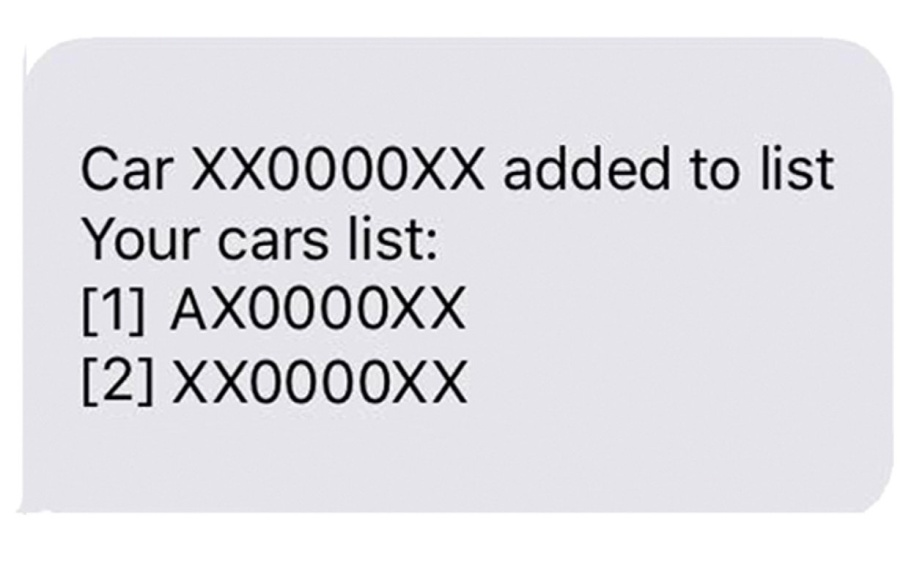 Car XX0000XX added to list
Your cars list:
[1] AX0000XX
[2] XX0000XX